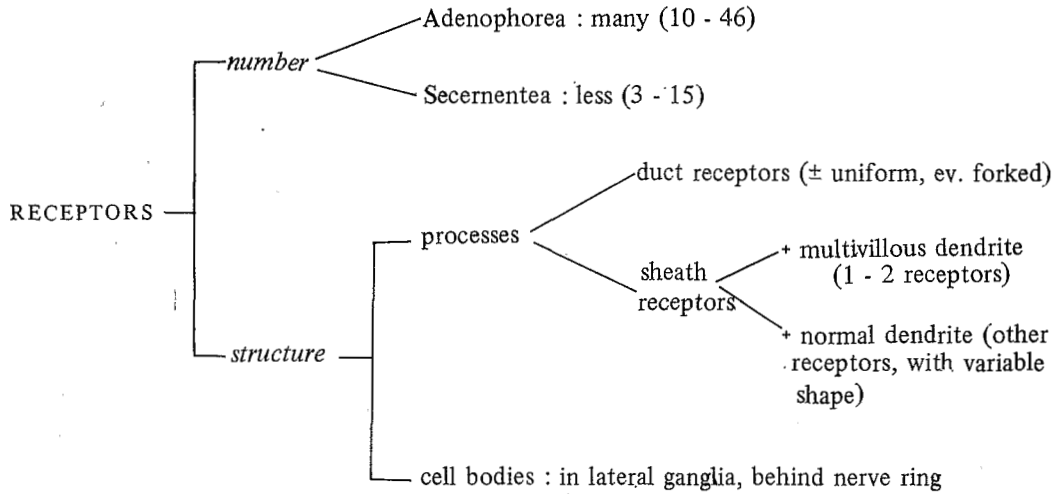 Adenophorea : many (10 - 46)
number
Secernentea : less (3 - 15)
duct receptors (± uniform, ev. forked)
RECEPTORS
processes
+ multivillous dendrite
(1 - 2 receptors)
sheath
receptors
+ normal dendrite (other
receptors, with variable
shape)
structure
cell bodies : in lateral ganglia, behind nerve ring